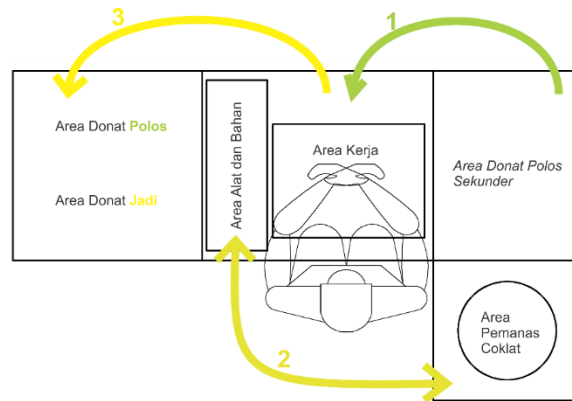 3
1
Area Donat Polos
Area Donat Jadi
Area Alat dan Bahan
Area Kerja
Area Donat Polos
Sekunder
2
Area
Pemanas
Coklat